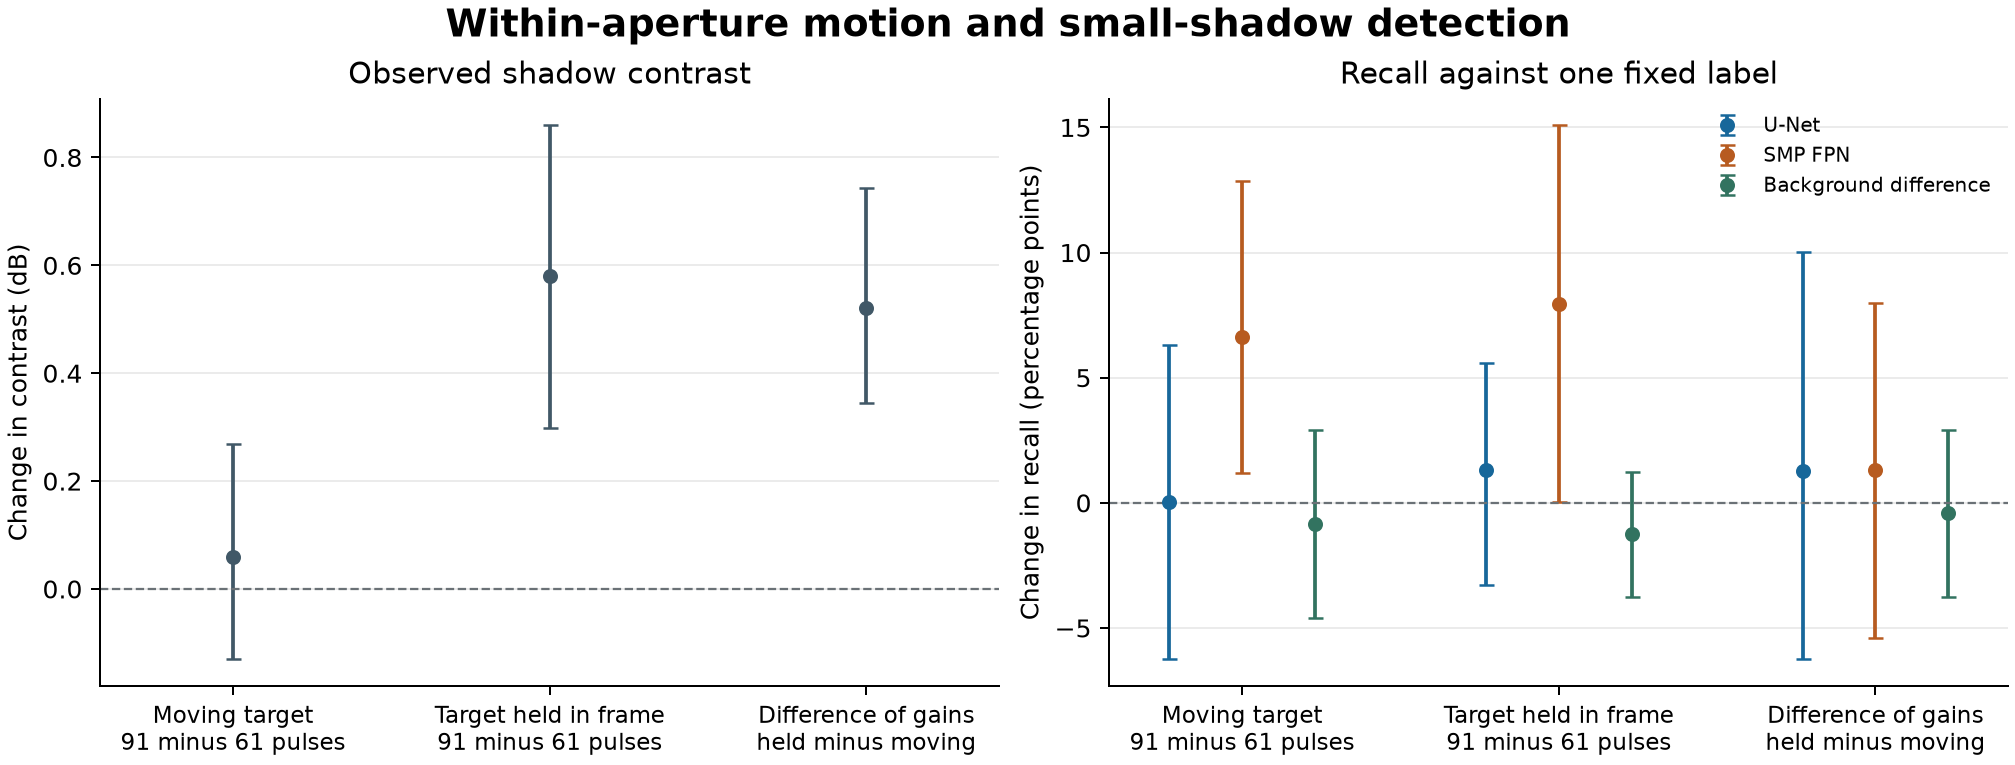 Within-aperture motion and small-shadow detection
Observed shadow contrast
Change in contrast (dB)
0.8
0.6
0.4
0.2
0.0
Moving target
91 minus 61 pulses
Target held in frame
91 minus 61 pulses
Difference of gains
held minus moving
Recall against one fixed label
Change in recall (percentage points)
15
10
5
0
−5
U-Net
SMP FPN
Background difference
Moving target
91 minus 61 pulses
Target held in frame
91 minus 61 pulses
Difference of gains
held minus moving